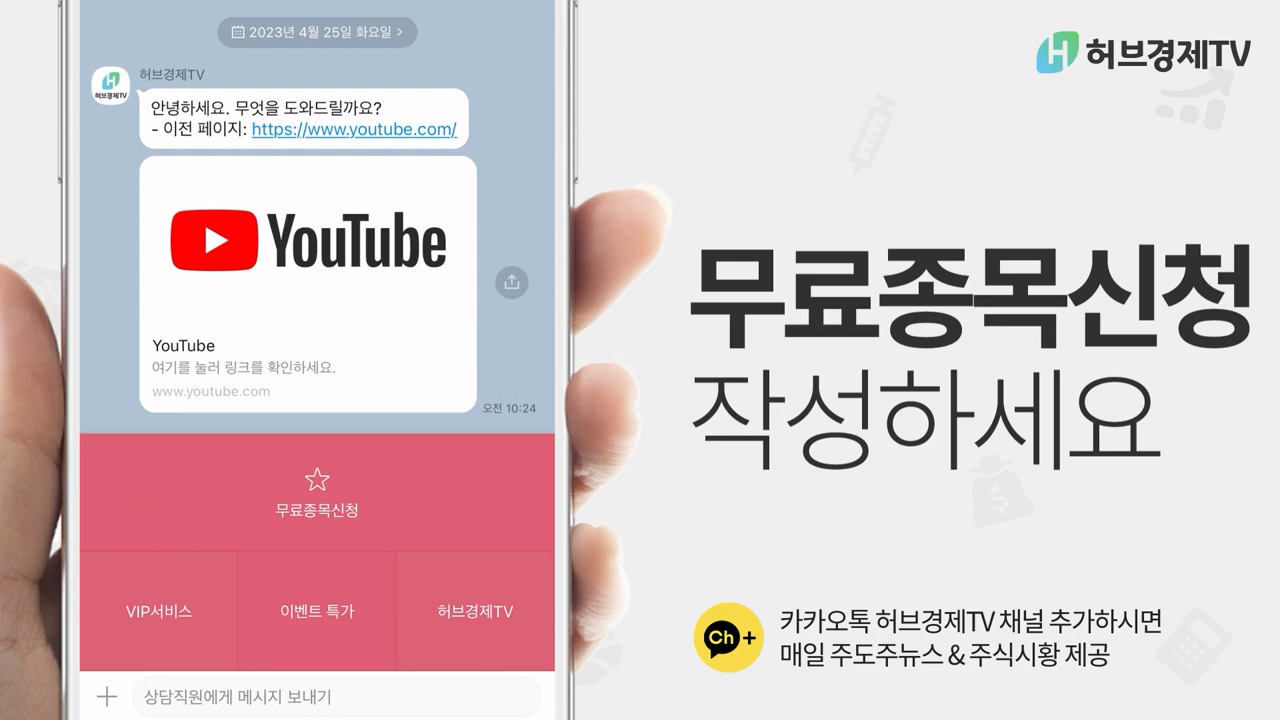 2023년 4월 25일 화요일 >
허브경제TV
허브경제TV
안녕하세요. 무엇을 도와드릴까요?
- 이전 페이지: https://www.youtube.com/
YouTube
YouTube
여기를 눌러 링크를 확인하세요.
www.youtube.com
오전 10:24
무료종목신청
VIP서비스
이벤트 특가
허브경제TV
상담직원에게 메시지 보내기
H 허브경제TV
무료종목신청
작성하세요
Ch+
카카오톡 허브경제TV 채널 추가하시면
매일 주도주뉴스 & 주식시황 제공